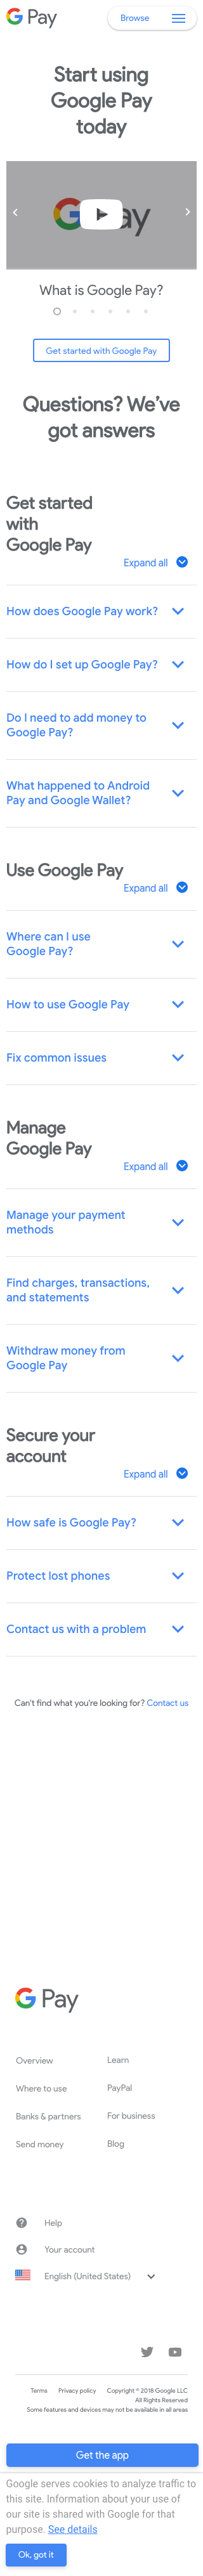 G Pay
Browse
Start using
Google Pay
today
G Pay
What is Google Pay?
Get started with Google Pay
Questions? We’ve
got answers
Get started
with
Google Pay
Expand all
How does Google Pay work?
How do I set up Google Pay?
Do I need to add money to
Google Pay?
What happened to Android
Pay and Google Wallet?
Use Google Pay
Expand all
Where can I use
Google Pay?
How to use Google Pay
Fix common issues
Manage
Google Pay
Expand all
Manage your payment
methods
Find charges, transactions,
and statements
Withdraw money from
Google Pay
Secure your
account
Expand all
How safe is Google Pay?
Protect lost phones
Contact us with a problem
Can't find what you're looking for? Contact us
G Pay
Overview
Learn
Where to use
PayPal
Banks & partners
For business
Send money
Blog
Help
Your account
English (United States)
Terms Privacy policy Copyright © 2018 Google LLC
All Rights Reserved
Some features and devices may not be available in all areas
Get the app
Google serves cookies to analyze traffic to
this site. Information about your use of
our site is shared with Google for that
purpose. See details
Ok, got it